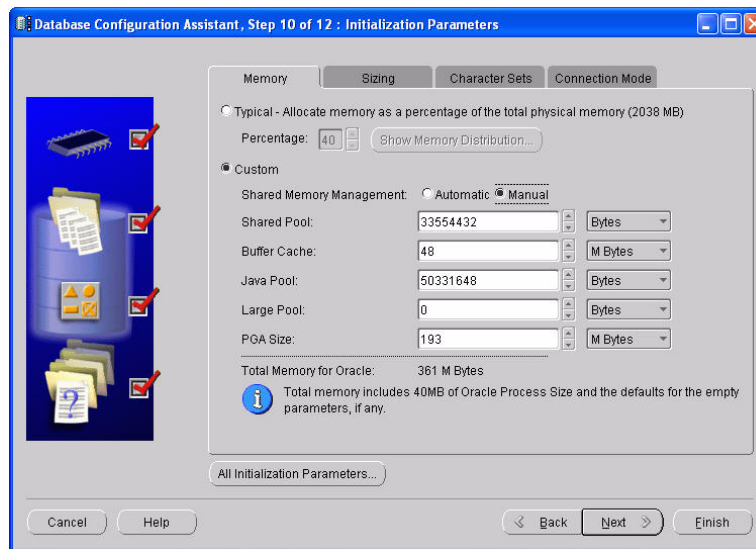 Database Configuration Assistant, Step 10 of 12 : Initialization Parameters
Memory Sizing Character Sets Connection Mode
Typical - Allocate memory as a percentage of the total physical memory (2038 MB)
Percentage: 40 Show Memory Distribution...
Custom
Shared Memory Management: Automatic Manual
Shared Pool: 33554432 Bytes
Buffer Cache: 48 M Bytes
Java Pool: 50331648 Bytes
Large Pool: 0 Bytes
PGA Size: 193 M Bytes
Total Memory for Oracle: 361 M Bytes
Total memory includes 40MB of Oracle Process Size and the defaults for the empty
parameters, if any.
?
All Initialization Parameters...
Cancel Help Back Next Finish